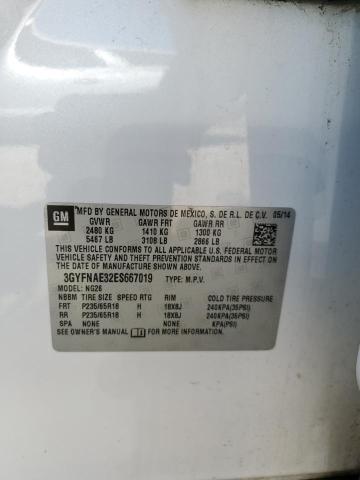 GM
MFD BY GENERAL MOTORS DE MEXICO, S. DE R.L. DE C.V. 05/14
GVWR GAWR FRT GAWR RR
2480 KG 1410 KG 1300 KG
5467 LB 3108 LB 2866 LB
THIS VEHICLE CONFORMS TO ALL APPLICABLE U.S. FEDERAL MOTOR
VEHICLE SAFETY AND THEFT PREVENTION STANDARDS IN EFFECT ON
THE DATE OF MANUFACTURE SHOWN ABOVE.
3GYFNAE32ES667019 TYPE: M.P.V.
MODEL: NG26
NBBM TIRE SIZE SPEED RTG RIM COLD TIRE PRESSURE
FRT P235/65R18 H 18X8J 240KPA(35PSI)
RR P235/65R18 H 18X8J 240KPA(35PSI)
SPA NONE NONE KPA(PSI)
SEE OWNER'S MANUAL FOR ADDITIONAL INFORMATION.